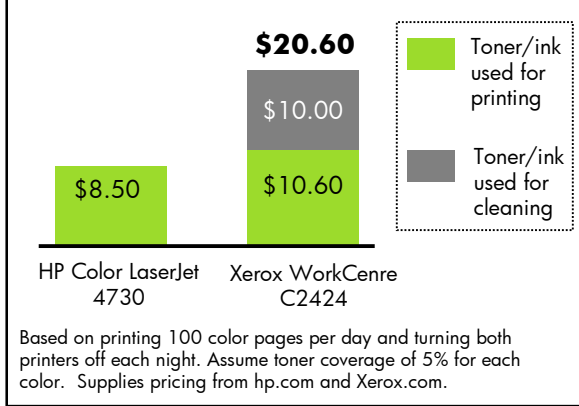 $20.60
$10.00
$8.50
$10.60
HP Color LaserJet
4730
Xerox WorkCenre
C2424
Toner/ink
used for
printing
Toner/ink
used for
cleaning
Based on printing 100 color pages per day and turning both
printers off each night. Assume toner coverage of 5% for each
color.  Supplies pricing from hp.com and Xerox.com.